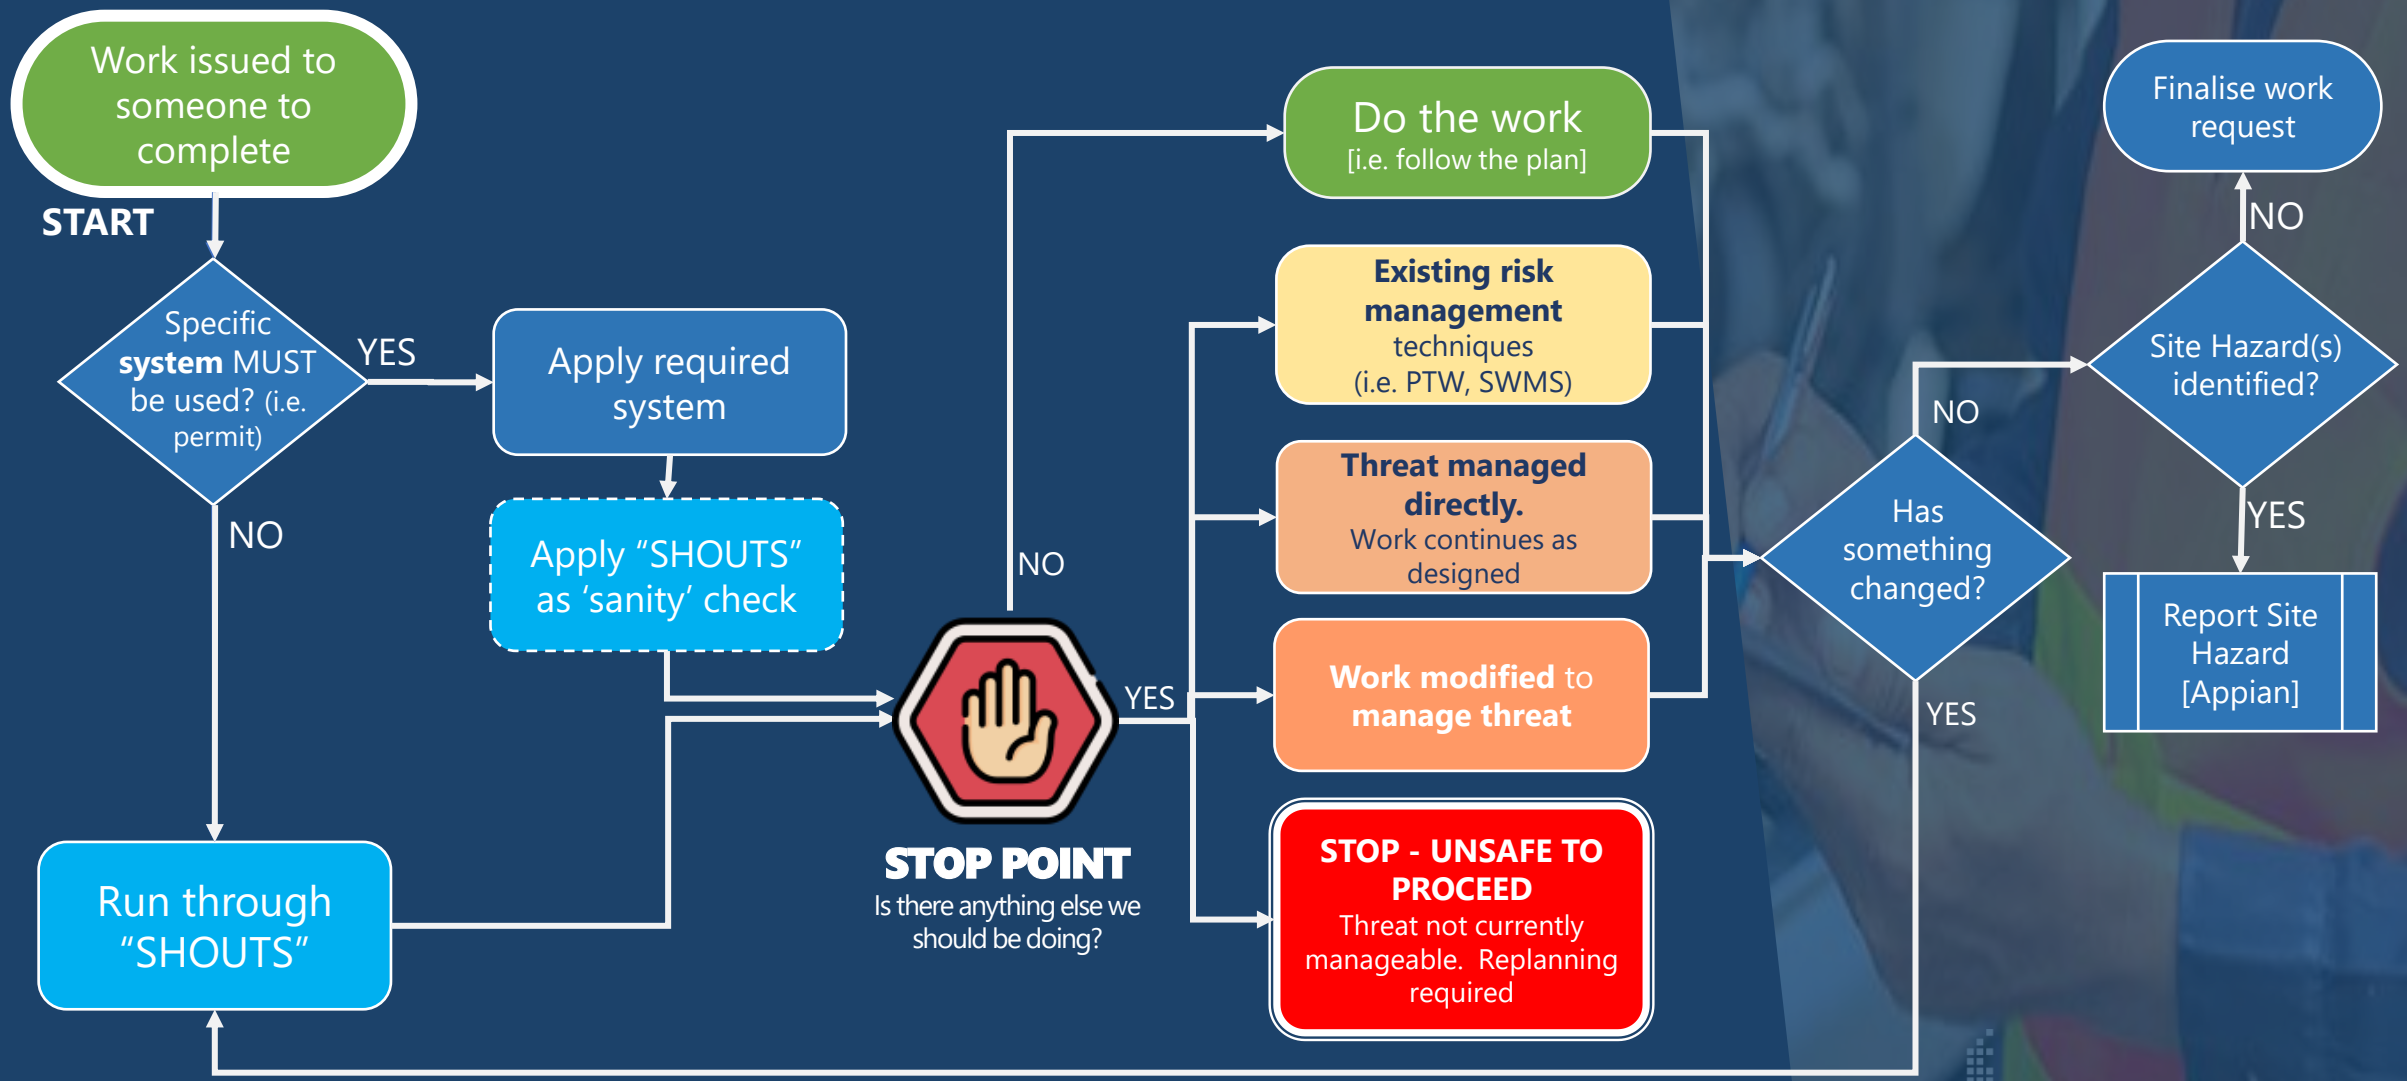 Work issued to
someone to
complete
START
Specific
system MUST
be used? (i.e.
permit)
YES
NO
Apply required
system
Apply “SHOUTS”
as ‘sanity’ check
Run through
“SHOUTS”
STOP POINT
Is there anything else we
should be doing?
NO
YES
Do the work
[i.e. follow the plan]
Existing risk
management
techniques
(i.e. PTW, SWMS)
Threat managed
directly.
Work continues as
designed
Work modified to
manage threat
STOP - UNSAFE TO
PROCEED
Threat not currently
manageable. Replanning
required
Has
something
changed?
NO
YES
Site Hazard(s)
identified?
NO
YES
Finalise work
request
Report Site
Hazard
[Appian]